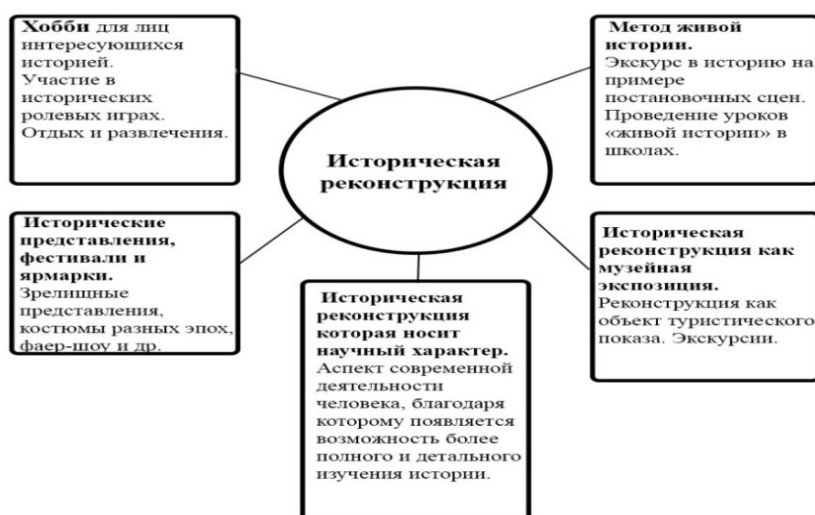 Хобби для лиц
интересующихся
историей.
Участие в
исторических
ролевых играх.
Отдых и развлечения.
Метод живой
истории.
Экскурс в историю на
примере
постановочных сцен.
Проведение уроков
«живой истории» в
школах.
Историческая
реконструкция
Исторические
представления,
фестивали и
ярмарки.
Зрелищные
представления,
костюмы разных эпох,
фаер-шоу и др.
Историческая
реконструкция
которая носит
научный характер.
Аспект современной
деятельности
человека, благодаря
которому появляется
возможность более
полного и детального
изучения истории.
Историческая
реконструкция как
музейная
экспозиция.
Реконструкция как
объект туристического
показа. Экскурсии.